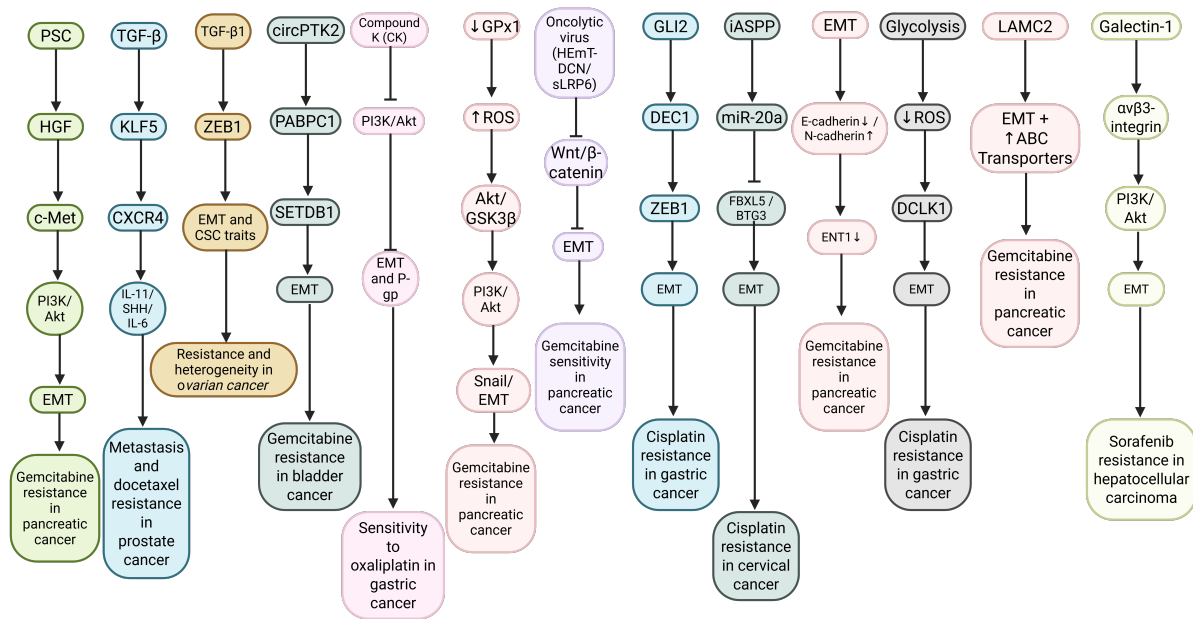 PSC
HGF
c-Met
PI3K/
Akt
EMT
Gemcitabine
resistance
in
pancreatic
cancer
TGF-β
KLF5
CXCR4
IL-11/
SHH/
IL-6
Metastasis
and
docetaxel
resistance
in
prostate
cancer
TGF-β1
ZEB1
EMT and
CSC traits
Resistance and
heterogeneity in
ovarian cancer
circPTK2
PABPC1
SETDB1
EMT
Gemcitabine
resistance
in bladder
cancer
Compound
K (CK)
PI3K/Akt
EMT
and P-
gp
Sensitivity
to
oxaliplatin in
gastric
cancer
↓GPx1
↑ROS
Akt/
GSK3β
PI3K/
Akt
Snail/
EMT
Gemcitabine
resistance
in
pancreatic
cancer
Oncolytic
virus
(HEmT-
DCN/
sLRP6)
Wnt/β-
catenin
EMT
Gemcitabine
sensitivity
in
pancreatic
cancer
GLI2
DEC1
ZEB1
EMT
Cisplatin
resistance
in gastric
cancer
iASPP
miR-20a
FBXL5 /
BTG3
EMT
Cisplatin
resistance
in cervical
cancer
EMT
E-cadherin↓ /
N-cadherin↑
ENT1↓
Gemcitabine
resistance
in
pancreatic
cancer
Glycolysis
↓ROS
DCLK1
EMT
Cisplatin
resistance
in gastric
cancer
LAMC2
EMT +
↑ABC
Transporters
Gemcitabine
resistance
in
pancreatic
cancer
Galectin-1
αvβ3-
integrin
PI3K/
Akt
EMT
Sorafenib
resistance in
hepatocellular
carcinoma